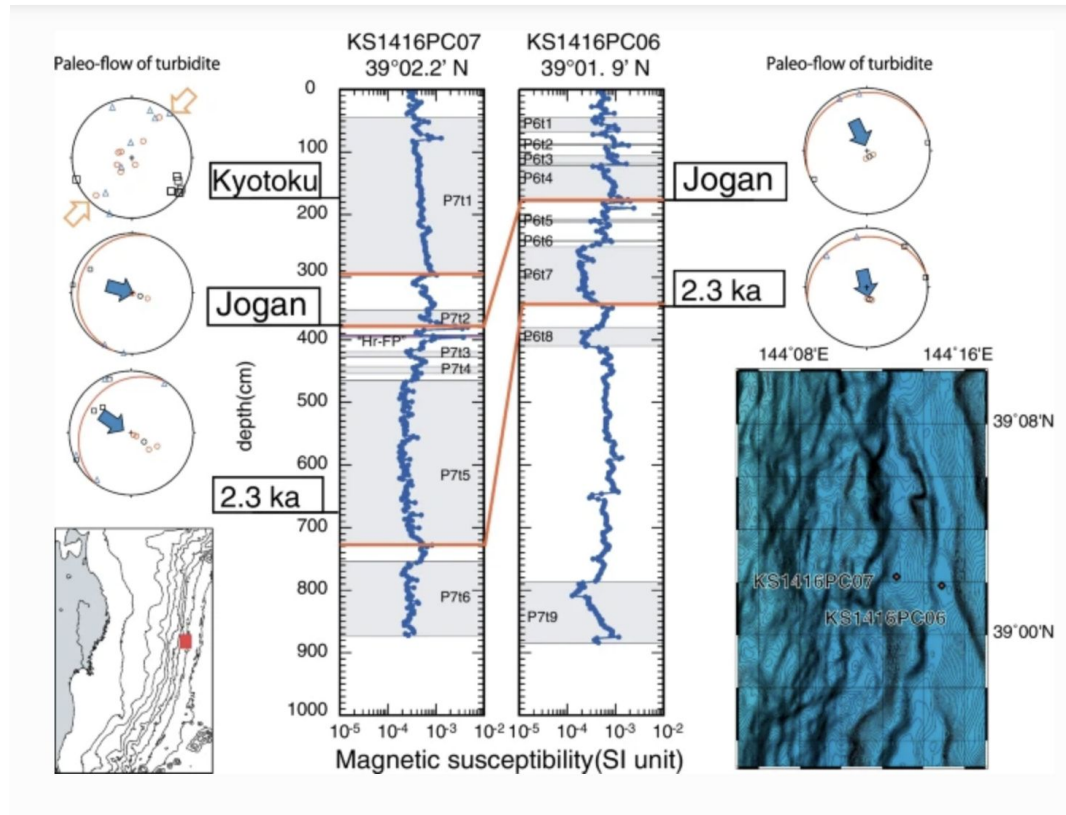 KS1416PC07
39°02.2' N
KS1416PC06
39°01. 9' N
Paleo-flow of turbidite
Paleo-flow of turbidite
Kyotoku
Jogan
2.3 ka
Jogan
2.3 ka
depth(cm)
0
100
200
300
400
500
600
700
800
900
1000
P7t1
P7t2
"Hr-FP"
P7t3
P7t4
P7t5
P7t6
P6t1
P6t2
P6t3
P6t4
P6t5
P6t6
P6t7
P6t8
P7t9
10-5 10-4 10-3 10-2
10-5 10-4 10-3 10-2
Magnetic susceptibility(SI unit)
144°08'E 144°16'E
39°08'N
39°00'N
KS1416PC07
KS1416PC06